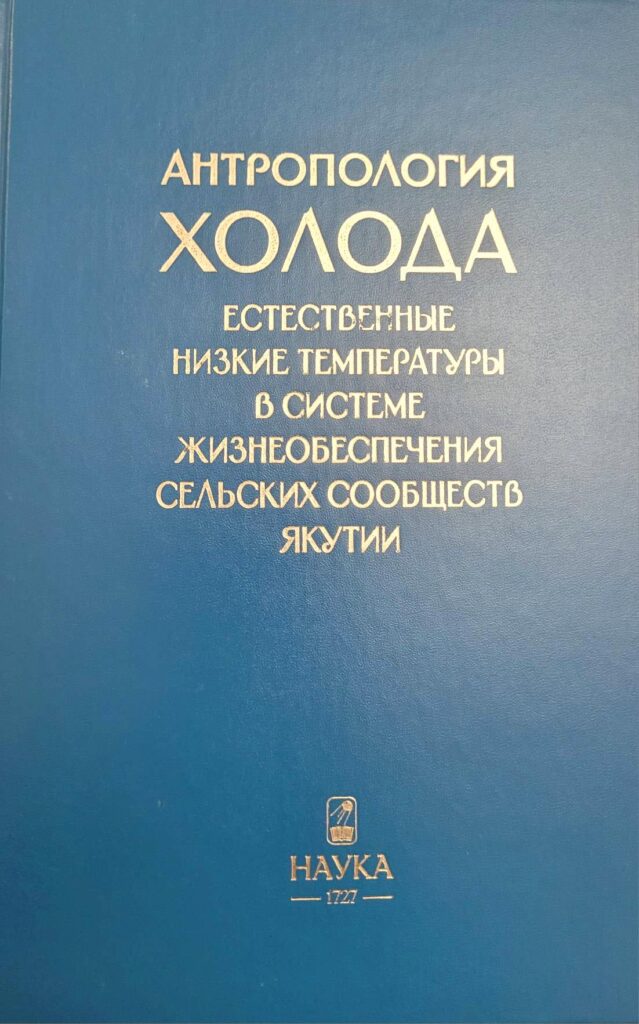 АНТРОПОЛОГИЯ
ХОЛОДА
ЕСТЕСТВЕННЫЕ
НИЗКИЕ ТЕМПЕРАТУРЫ
В СИСТЕМЕ
ЖИЗНЕОБЕСПЕЧЕНИЯ
СЕЛЬСКИХ СООБЩЕСТВ
ЯКУТИИ
НАУКА
1727